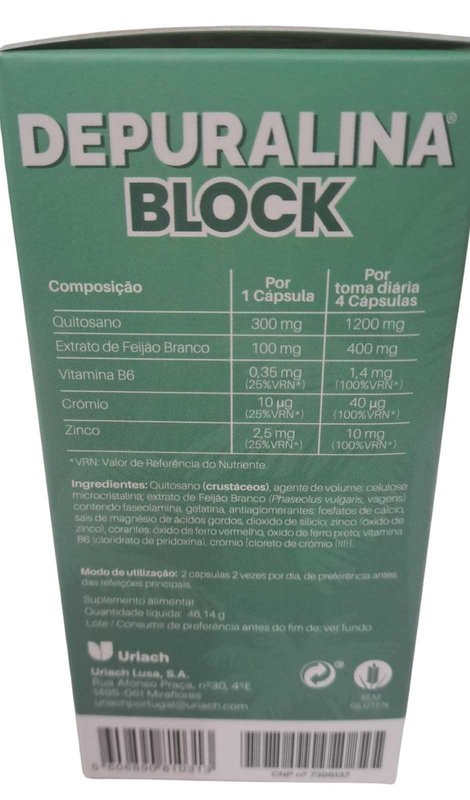 DEPURALINA®
BLOCK
Composição Por 1 Cápsula Por toma diária 4 Cápsulas
Quitosano 300 mg 1200 mg
Extrato de Feijão Branco 100 mg 400 mg
Vitamina B6 0,35 mg (25%VRN*) 1,4 mg (100%VRN*)
Crómio 10 µg (25%VRN*) 40 µg (100%VRN*)
Zinco 2,5 mg (25%VRN*) 10 mg (100%VRN*)
*VRN: Valor de Referência do Nutriente.
Ingredientes: Quitosano (crustáceos), agente de volume: celulose
microcristalina; extrato de Feijão Branco (Phaseolus vulgaris, vagens)
contendo faseolamina, gelatina, antiaglomerantes: fosfatos de cálcio,
sais de magnésio de ácidos gordos, dióxido de silício; zinco (óxido de
zinco), corantes: óxido de ferro vermelho, óxido de ferro preto; vitamina
B6 (cloridrato de piridoxina), crómio [cloreto de crómio (III)].
Modo de utilização: 2 cápsulas 2 vezes por dia, de preferência antes
das refeições principais.
Suplemento alimentar
Quantidade líquida: 46,14 g
Lote / Consumir de preferência antes do fim de: ver fundo
Uriach
Uriach Lusa, S.A.
Rua Afonso Praça, nº30, 4ºE
1495-061 Miraflores
uriachportugal@uriach.com
®
SEM
GLÚTEN
CNP nº 7396137